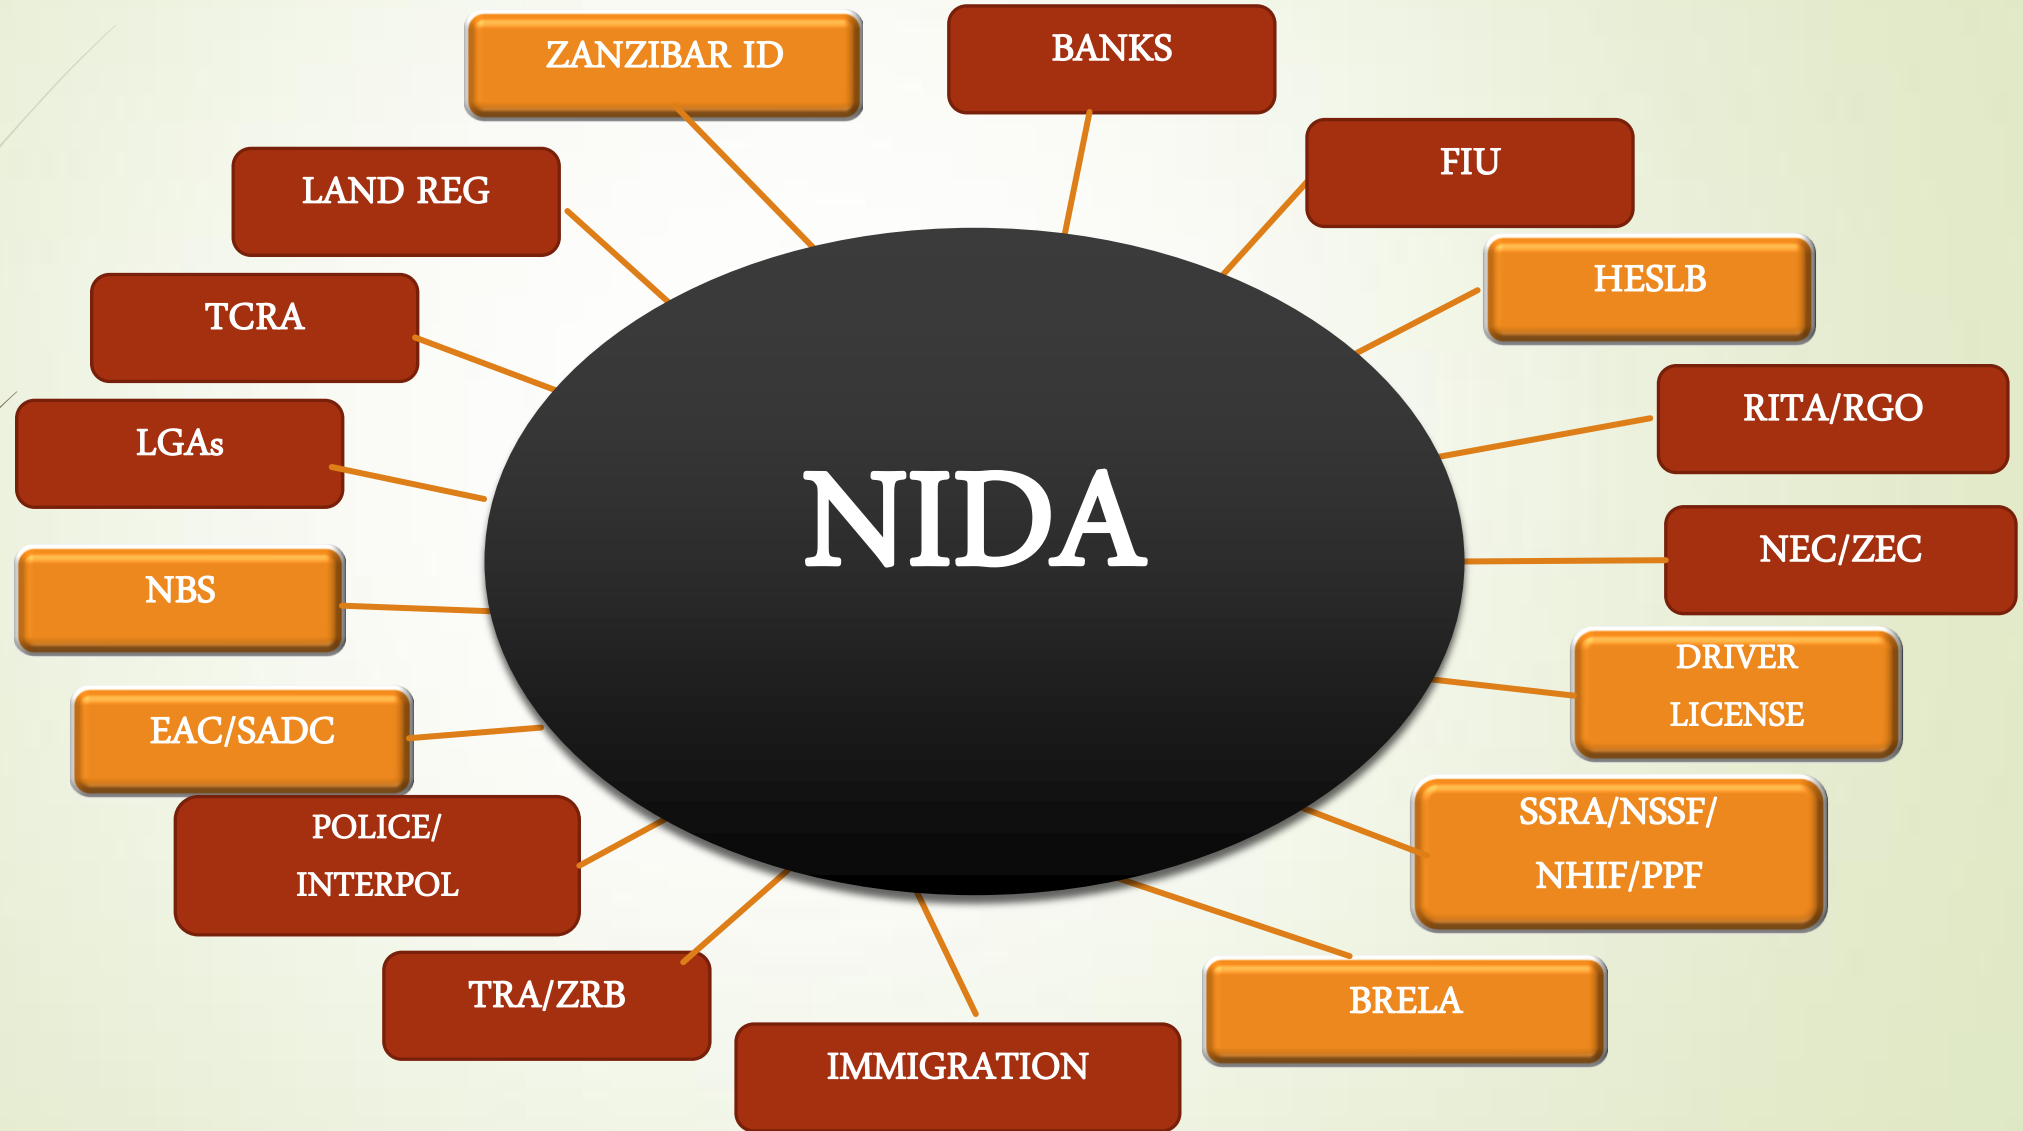 ZANZIBAR ID
BANKS
FIU
LAND REG
HESLB
TCRA
RITA/RGO
LGAs
NIDA
NEC/ZEC
NBS
DRIVER
LICENSE
EAC/SADC
SSRA/NSSF/
NHIF/PPF
POLICE/
INTERPOL
TRA/ZRB
BRELA
IMMIGRATION